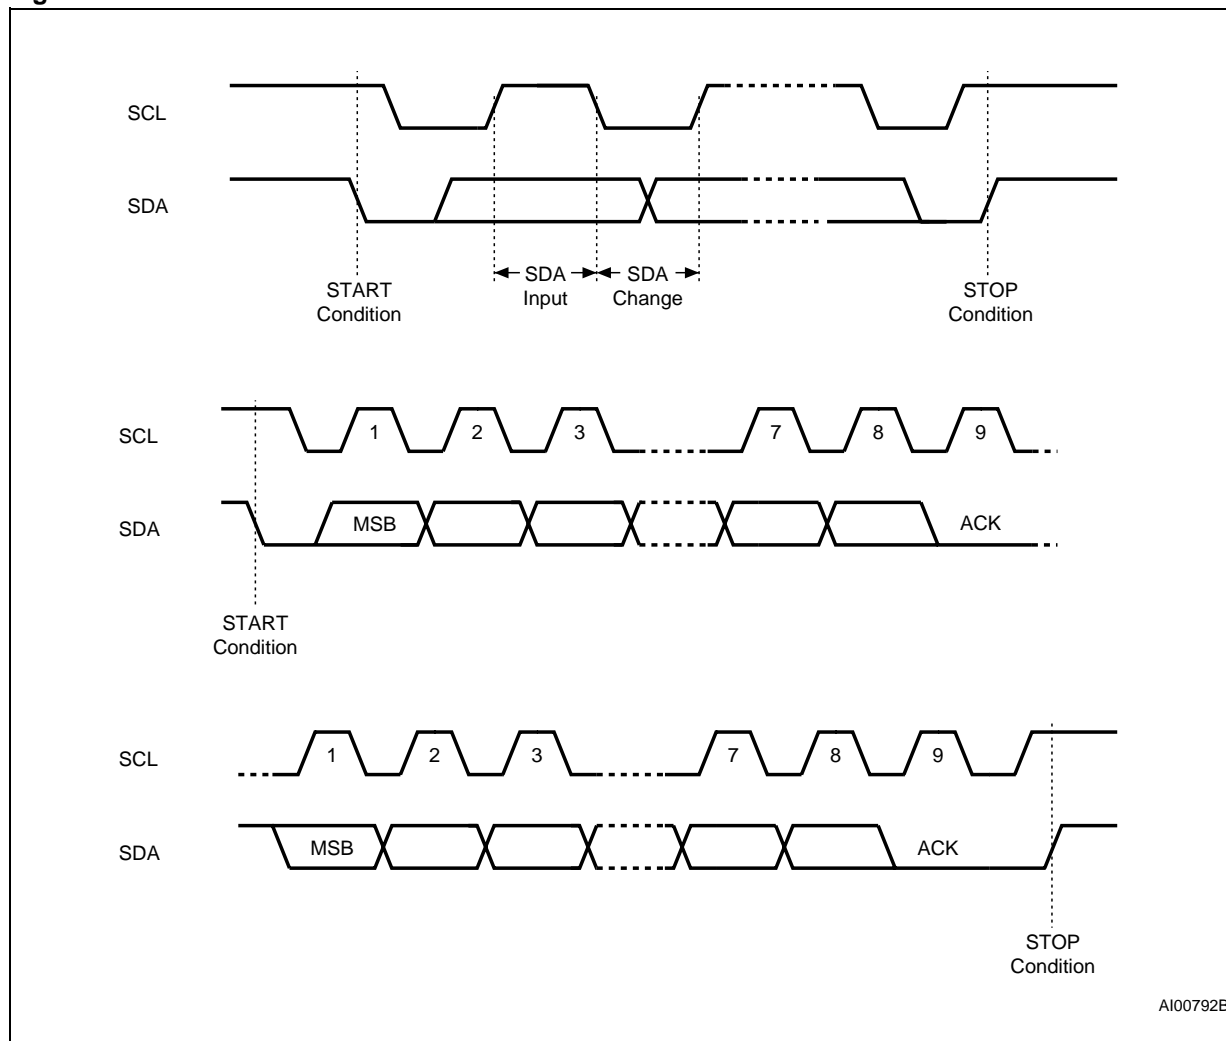 SCL
SDA
START
Condition
SDA
Input
SDA
Change
STOP
Condition
SCL
1 2 3 7 8 9
SDA
MSB ACK
START
Condition
SCL
1 2 3 7 8 9
SDA
MSB ACK
STOP
Condition
AI00792B